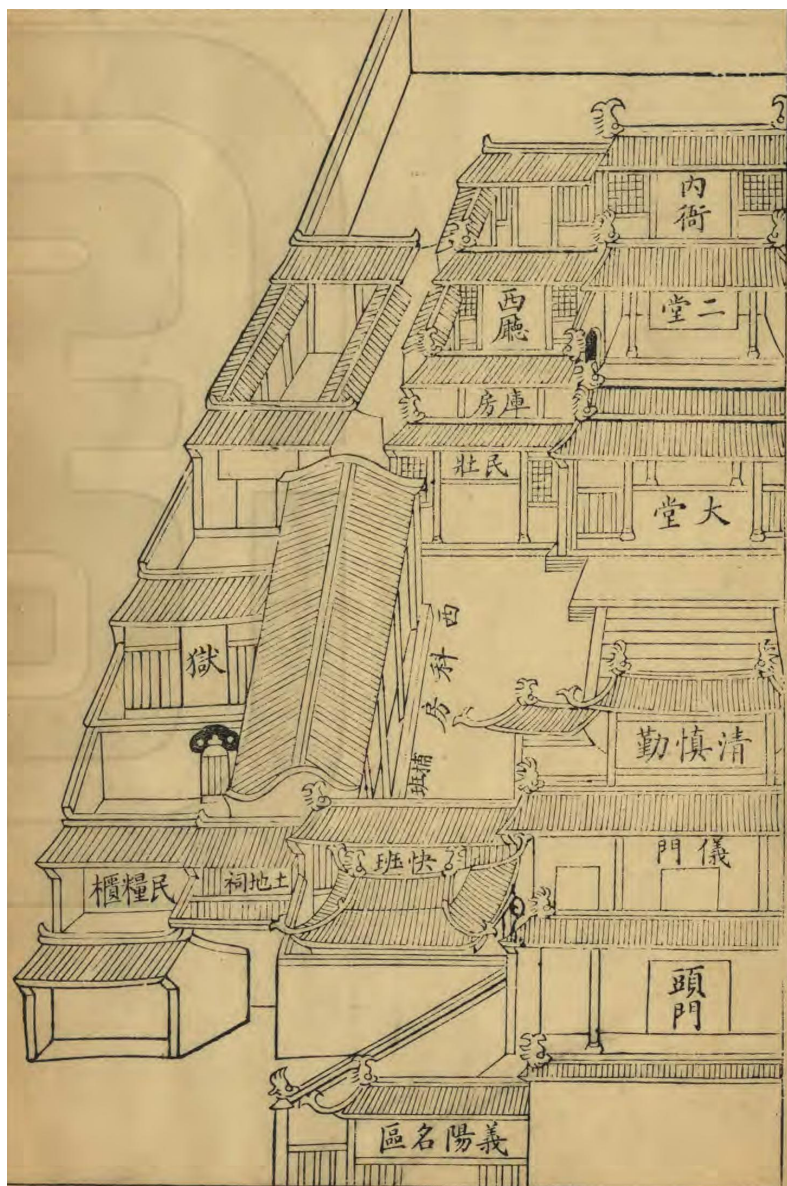 內衙
二堂
西廳
庫房
民壯
大堂
西科房
捕班
獄
清慎勤
儀門
快班
土地祠
民糧櫃
頭門
義陽名區